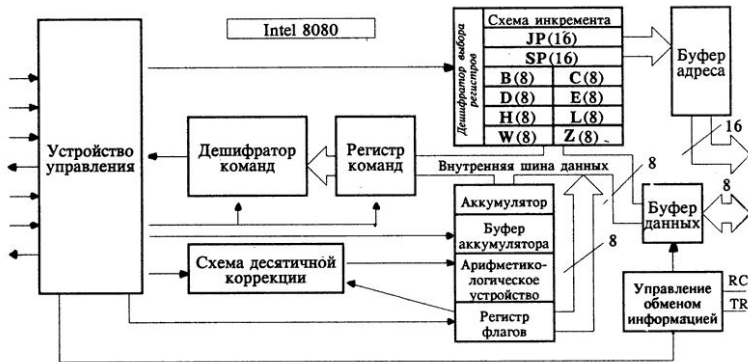 Intel 8080
Схема инкремента
JP(16)
SP(16)
B(8) C(8)
D(8) E(8)
H(8) L(8)
W(8) Z(8)
Дешифратор выбора
регистров
Буфер
адреса
16
Устройство
управления
Дешифратор
команд
Регистр
команд
Внутренняя шина данных
8
8
Аккумулятор
Буфер
аккумулятора
Арифметико-
логическое
устройство
Регистр
флагов
8
Буфер
данных
Схема десятичной
коррекции
Управление
обменом
информацией
RC
TR